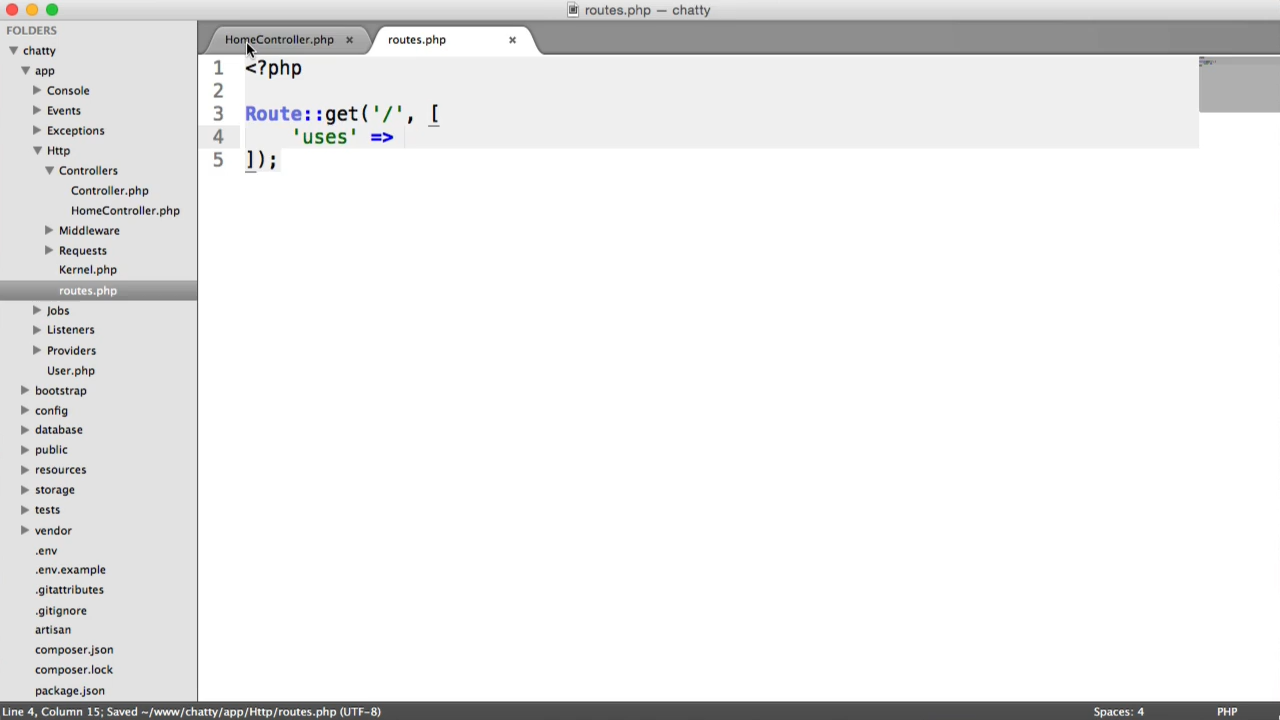 routes.php — chatty
FOLDERS
chatty
app
Console
Events
Exceptions
Http
Controllers
Controller.php
HomeController.php
Middleware
Requests
Kernel.php
routes.php
Jobs
Listeners
Providers
User.php
bootstrap
config
database
public
resources
storage
tests
vendor
.env
.env.example
.gitattributes
.gitignore
artisan
composer.json
composer.lock
package.json
HomeController.php × routes.php ×
1 <?php
2
3 Route::get('/', [
4     'uses' =>
5 ]);
Line 4, Column 15; Saved ~/www/chatty/app/Http/routes.php (UTF-8) Spaces: 4 PHP